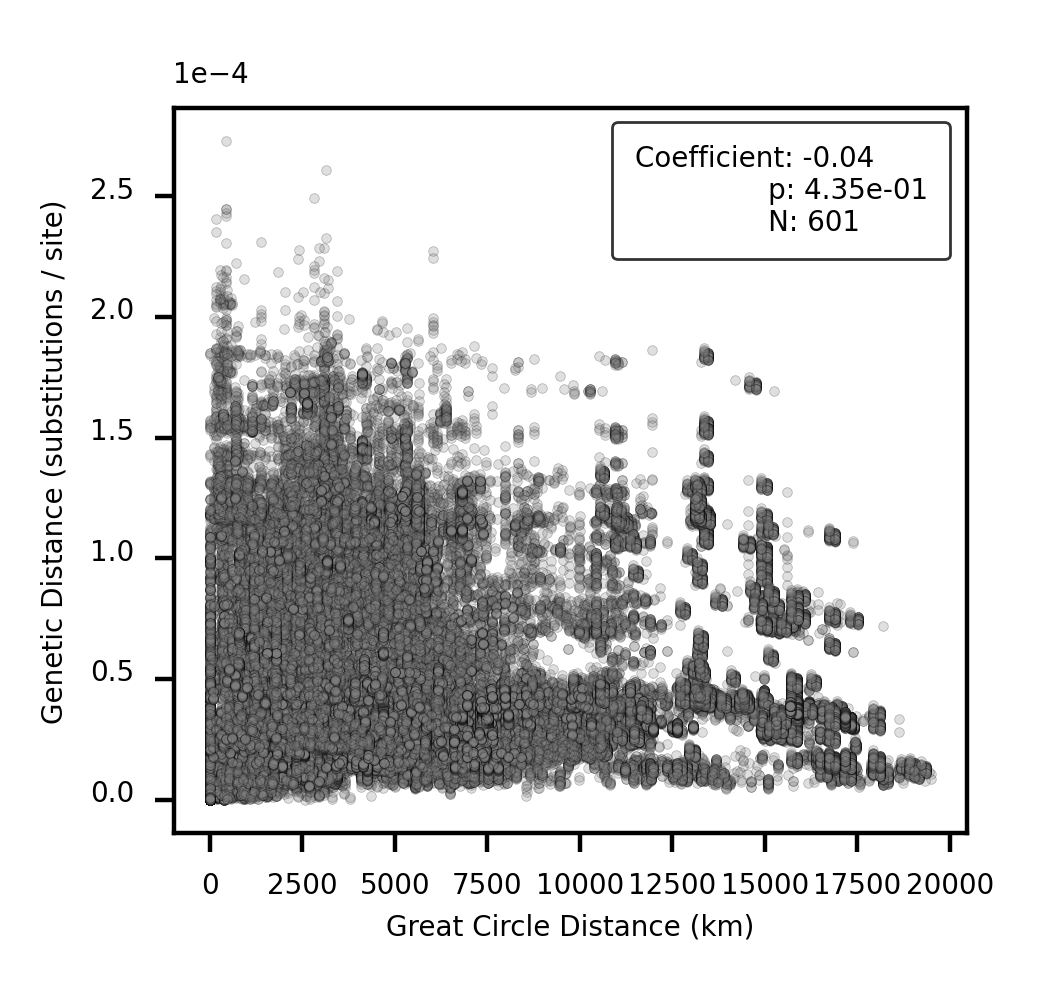 1e−4
Coefficient: -0.04
p: 4.35e-01
N: 601
Genetic Distance (substitutions / site)
2.5
2.0
1.5
1.0
0.5
0.0
0 2500 5000 7500 10000 12500 15000 17500 20000
Great Circle Distance (km)